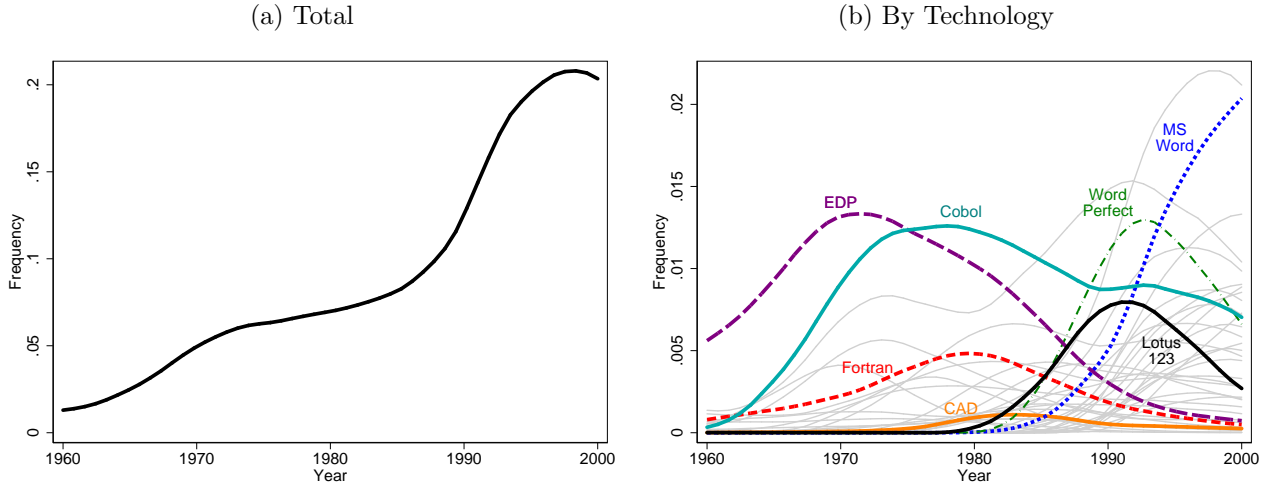 (a) Total
Frequency
.2
.15
.1
.05
0
1960 1970 1980 1990 2000
Year
(b) By Technology
Frequency
.02
.015
.01
.005
0
MS
Word
Word
Perfect
EDP
Cobol
Lotus
123
Fortran
CAD
1960 1970 1980 1990 2000
Year